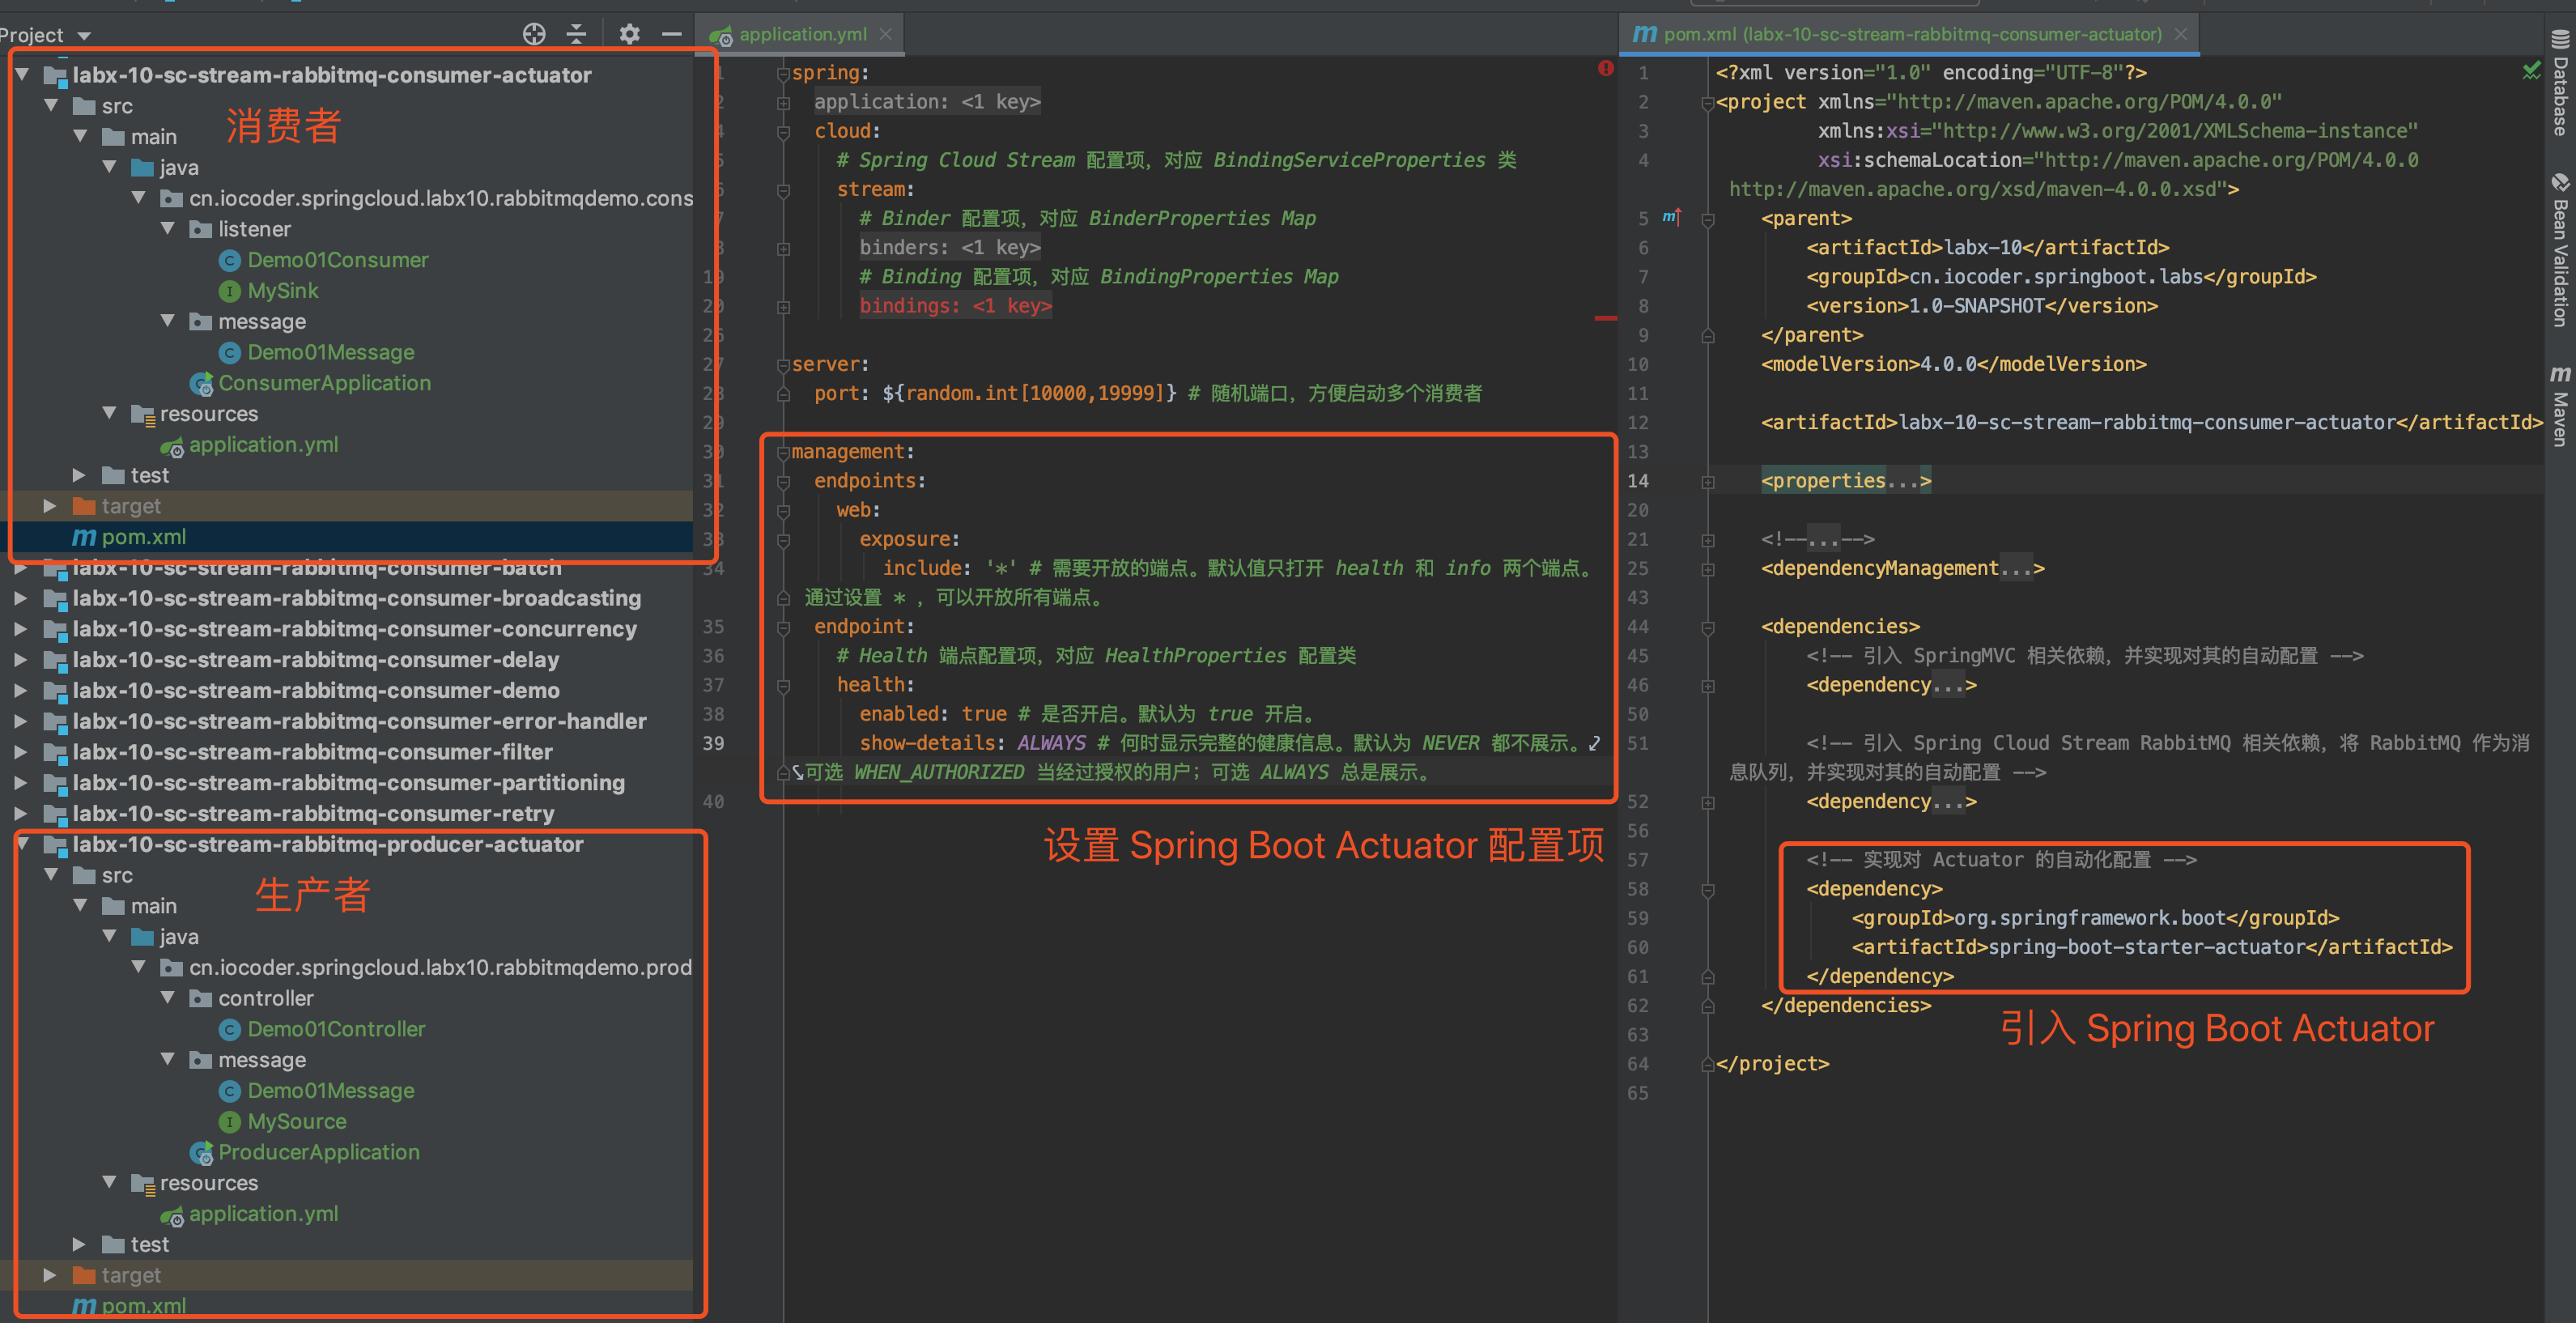 Project
labx-10-sc-stream-rabbitmq-consumer-actuator
src
消费者
main
java
cn.iocoder.springcloud.labx10.rabbitmqdemo.cons
listener
Demo01Consumer
MySink
message
Demo01Message
ConsumerApplication
resources
application.yml
test
target
pom.xml
labx-10-sc-stream-rabbitmq-consumer-batch
labx-10-sc-stream-rabbitmq-consumer-broadcasting
labx-10-sc-stream-rabbitmq-consumer-concurrency
labx-10-sc-stream-rabbitmq-consumer-delay
labx-10-sc-stream-rabbitmq-consumer-demo
labx-10-sc-stream-rabbitmq-consumer-error-handler
labx-10-sc-stream-rabbitmq-consumer-filter
labx-10-sc-stream-rabbitmq-consumer-partitioning
labx-10-sc-stream-rabbitmq-consumer-retry
labx-10-sc-stream-rabbitmq-producer-actuator
src
生产者
main
java
cn.iocoder.springcloud.labx10.rabbitmqdemo.prod
controller
Demo01Controller
message
Demo01Message
MySource
ProducerApplication
resources
application.yml
test
target
pom.xml
application.yml
spring:
application: <1 key>
cloud:
# Spring Cloud Stream 配置项，对应 BindingServiceProperties 类
stream:
# Binder 配置项，对应 BinderProperties Map
binders: <1 key>
19 # Binding 配置项，对应 BindingProperties Map
20 bindings: <1 key>
26
27 server:
28 port: ${random.int[10000,19999]} # 随机端口，方便启动多个消费者
29
30 management:
31 endpoints:
32 web:
33 exposure:
34 include: '*' # 需要开放的端点。默认值只打开 health 和 info 两个端点。
通过设置 * ，可以开放所有端点。
35 endpoint:
36 # Health 端点配置项，对应 HealthProperties 配置类
37 health:
38 enabled: true # 是否开启。默认为 true 开启。
39 show-details: ALWAYS # 何时显示完整的健康信息。默认为 NEVER 都不展示。
可选 WHEN_AUTHORIZED 当经过授权的用户；可选 ALWAYS 总是展示。
40
设置 Spring Boot Actuator 配置项
pom.xml (labx-10-sc-stream-rabbitmq-consumer-actuator)
1 <?xml version="1.0" encoding="UTF-8"?>
2 <project xmlns="http://maven.apache.org/POM/4.0.0"
3 xmlns:xsi="http://www.w3.org/2001/XMLSchema-instance"
4 xsi:schemaLocation="http://maven.apache.org/POM/4.0.0
http://maven.apache.org/xsd/maven-4.0.0.xsd">
5 <parent>
6 <artifactId>labx-10</artifactId>
7 <groupId>cn.iocoder.springboot.labs</groupId>
8 <version>1.0-SNAPSHOT</version>
9 </parent>
10 <modelVersion>4.0.0</modelVersion>
11
12 <artifactId>labx-10-sc-stream-rabbitmq-consumer-actuator</artifactId>
13
14 <properties...>
20
21 <!--...-->
25 <dependencyManagement...>
43
44 <dependencies>
45 <!-- 引入 SpringMVC 相关依赖，并实现对其的自动配置 -->
46 <dependency...>
50
51 <!-- 引入 Spring Cloud Stream RabbitMQ 相关依赖，将 RabbitMQ 作为消
息队列，并实现对其的自动配置 -->
52 <dependency...>
56
57 <!-- 实现对 Actuator 的自动化配置 -->
58 <dependency>
59 <groupId>org.springframework.boot</groupId>
60 <artifactId>spring-boot-starter-actuator</artifactId>
61 </dependency>
62 </dependencies>
63
64 </project>
65
引入 Spring Boot Actuator
Database
Bean Validation
Maven